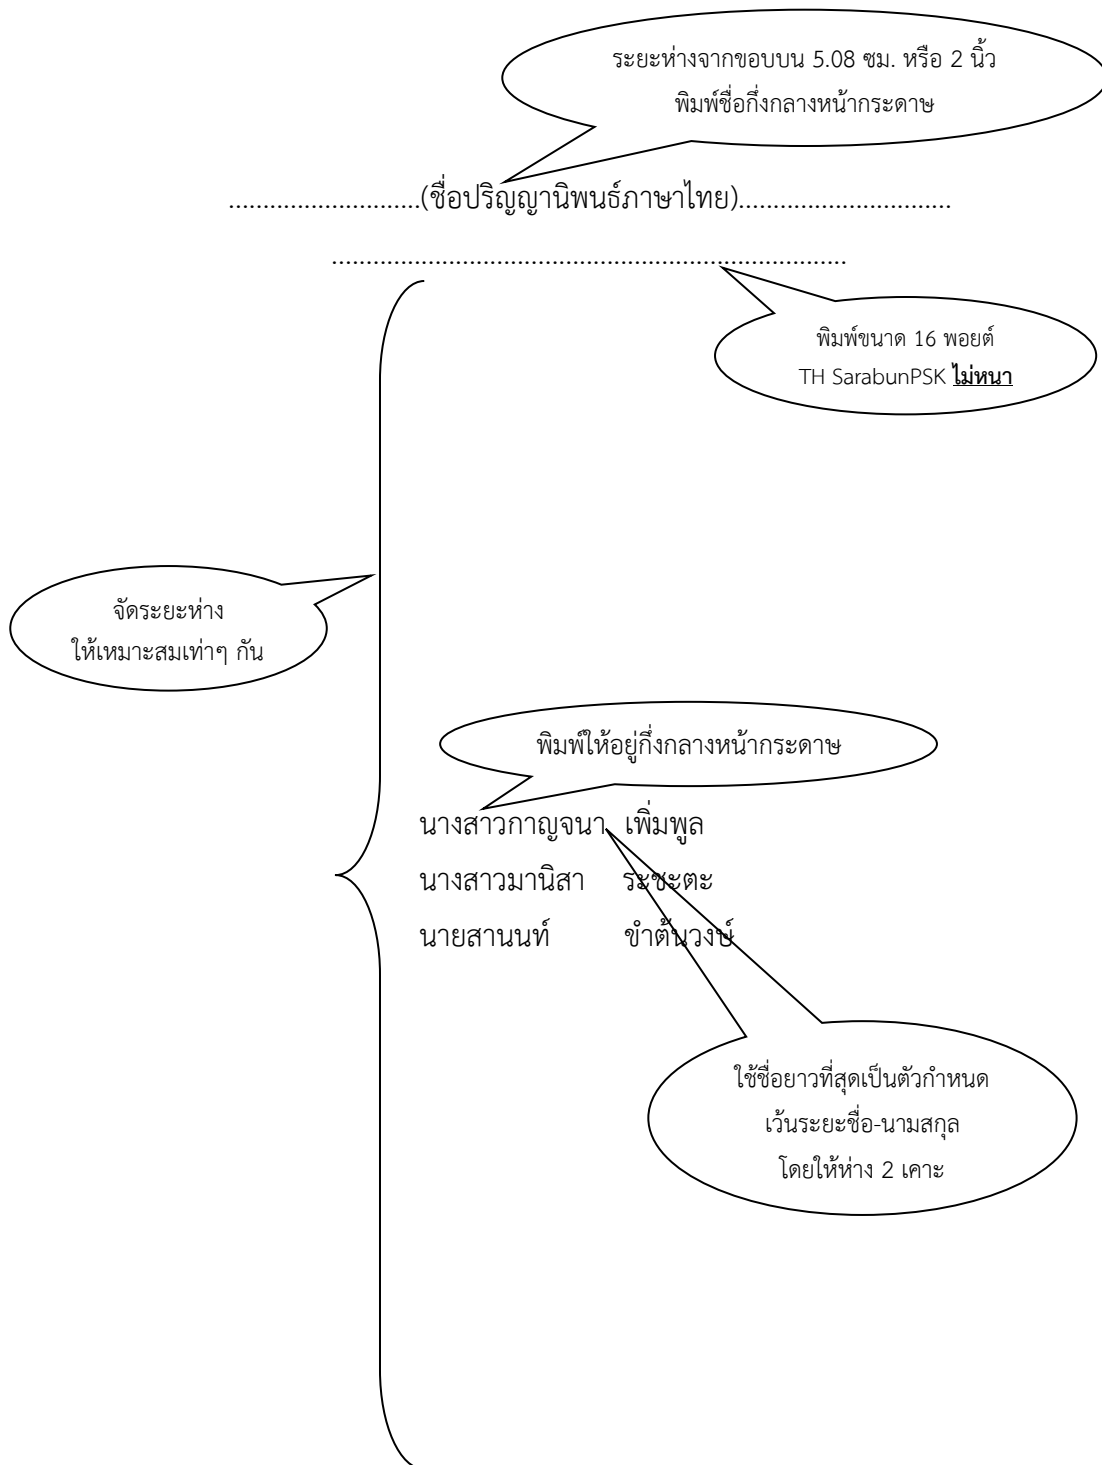 ระยะห่างจากขอบบน 5.08 ซม. หรือ 2 นิ้ว
พิมพ์ชื่อกึ่งกลางหน้ากระดาษ
............................(ชื่อปริญญานิพนธ์ภาษาไทย)...............................
...........................................................................
พิมพ์ขนาด 16 พอยต์
TH SarabunPSK ไม่หนา
จัดระยะห่าง
ให้เหมาะสมเท่าๆ กัน
พิมพ์ให้อยู่กึ่งกลางหน้ากระดาษ
นางสาวกาญจนา เพิ่มพูล
นางสาวมานิสา ระชะตะ
นายสานนท์ ขำต้นวงษ์
ใช้ชื่อยาวที่สุดเป็นตัวกำหนด
เว้นระยะชื่อ-นามสกุล
โดยให้ห่าง 2 เคาะ